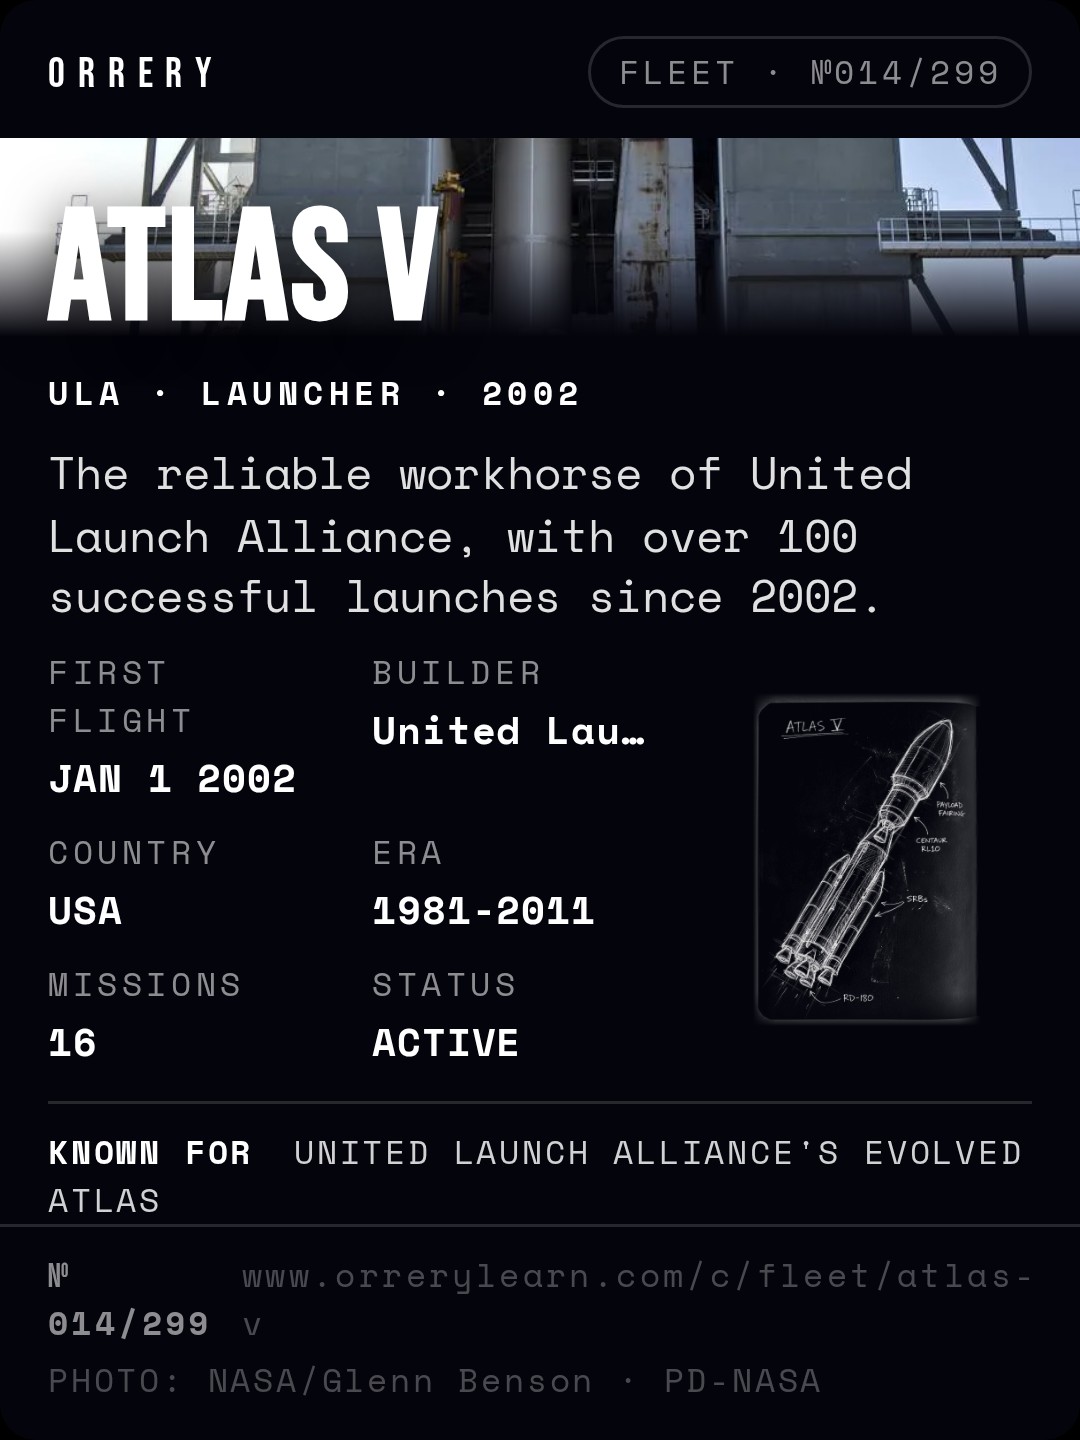 ORRERY
FLEET · №014/299
ATLAS V
ULA · LAUNCHER · 2002
The reliable workhorse of United
Launch Alliance, with over 100
successful launches since 2002.
FIRST
FLIGHT
JAN 1 2002
BUILDER
United Lau…
COUNTRY
USA
ERA
1981-2011
MISSIONS
16
STATUS
ACTIVE
ATLAS V
PAYLOAD
FAIRING
CENTAUR
RL10
SRBs
RD-180
KNOWN FOR UNITED LAUNCH ALLIANCE'S EVOLVED
ATLAS
№
014/299
www.orrerylearn.com/c/fleet/atlas-
v
PHOTO: NASA/Glenn Benson · PD-NASA